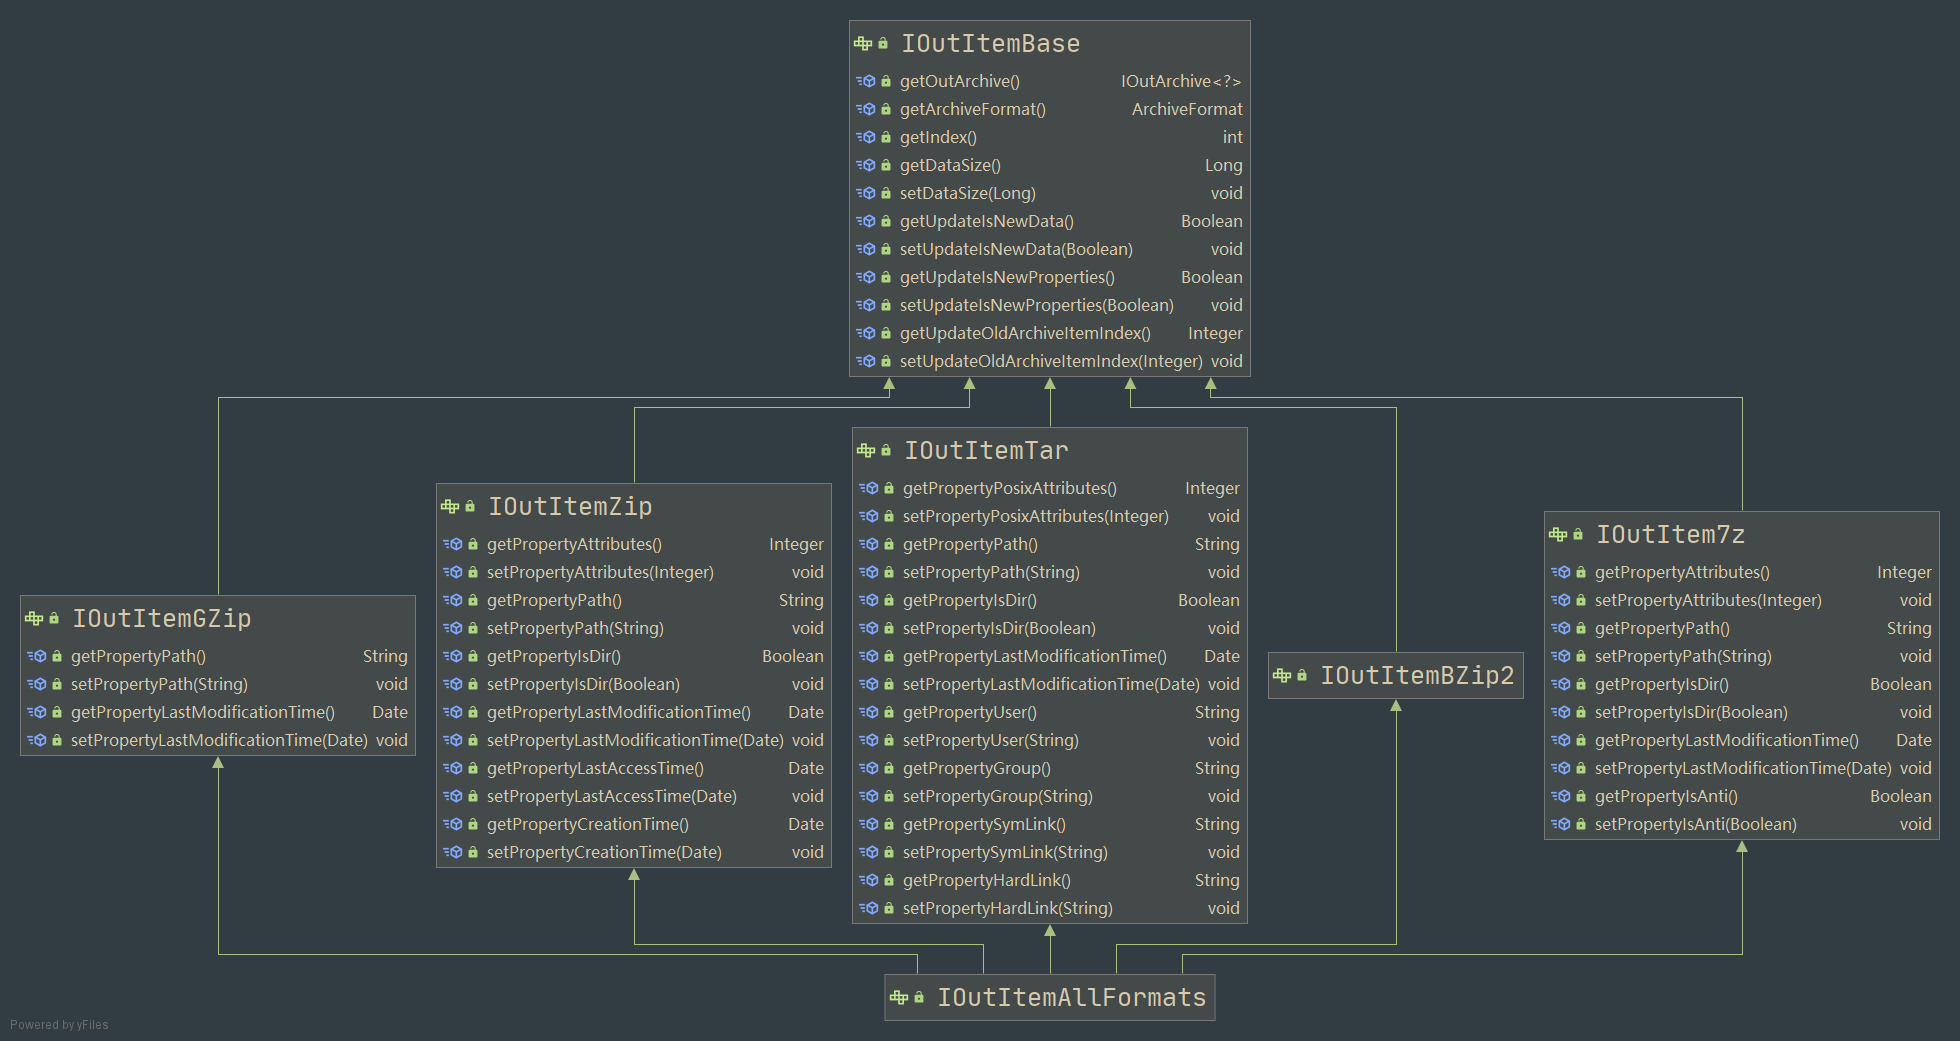 IOutItemBase
getOutArchive() IOutArchive<?>
getArchiveFormat() ArchiveFormat
getIndex() int
getDataSize() Long
setDataSize(Long) void
getUpdateIsNewData() Boolean
setUpdateIsNewData(Boolean) void
getUpdateIsNewProperties() Boolean
setUpdateIsNewProperties(Boolean) void
getUpdateOldArchiveItemIndex() Integer
setUpdateOldArchiveItemIndex(Integer) void
IOutItemGZip
getPropertyPath() String
setPropertyPath(String) void
getPropertyLastModificationTime() Date
setPropertyLastModificationTime(Date) void
IOutItemZip
getPropertyAttributes() Integer
setPropertyAttributes(Integer) void
getPropertyPath() String
setPropertyPath(String) void
getPropertyIsDir() Boolean
setPropertyIsDir(Boolean) void
getPropertyLastModificationTime() Date
setPropertyLastModificationTime(Date) void
getPropertyLastAccessTime() Date
setPropertyLastAccessTime(Date) void
getPropertyCreationTime() Date
setPropertyCreationTime(Date) void
IOutItemTar
getPropertyPosixAttributes() Integer
setPropertyPosixAttributes(Integer) void
getPropertyPath() String
setPropertyPath(String) void
getPropertyIsDir() Boolean
setPropertyIsDir(Boolean) void
getPropertyLastModificationTime() Date
setPropertyLastModificationTime(Date) void
getPropertyUser() String
setPropertyUser(String) void
getPropertyGroup() String
setPropertyGroup(String) void
getPropertySymLink() String
setPropertySymLink(String) void
getPropertyHardLink() String
setPropertyHardLink(String) void
IOutItemBZip2
IOutItem7z
getPropertyAttributes() Integer
setPropertyAttributes(Integer) void
getPropertyPath() String
setPropertyPath(String) void
getPropertyIsDir() Boolean
setPropertyIsDir(Boolean) void
getPropertyLastModificationTime() Date
setPropertyLastModificationTime(Date) void
getPropertyIsAnti() Boolean
setPropertyIsAnti(Boolean) void
IOutItemAllFormats
Powered by yFiles